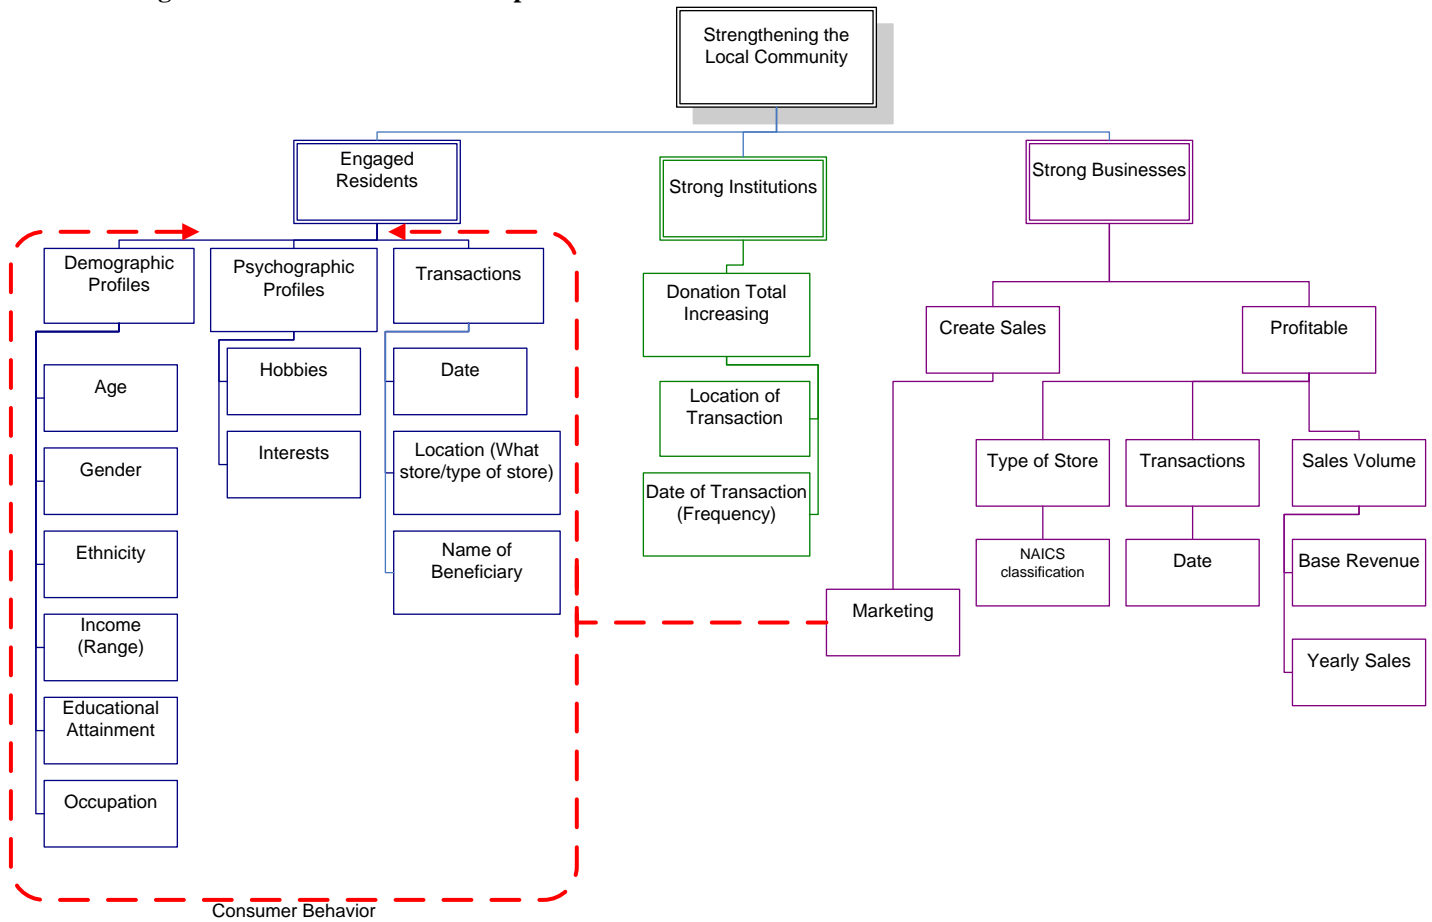 Strengthening the
Local Community
Engaged
Residents
Strong Institutions
Strong Businesses
Demographic
Profiles
Psychographic
Profiles
Transactions
Donation Total
Increasing
Create Sales
Profitable
Age
Hobbies
Date
Location of
Transaction
Gender
Interests
Location (What
store/type of store)
Date of Transaction
(Frequency)
Type of Store
Transactions
Sales Volume
Ethnicity
Name of
Beneficiary
NAICS
classification
Date
Base Revenue
Income
(Range)
Marketing
Yearly Sales
Educational
Attainment
Occupation
Consumer Behavior